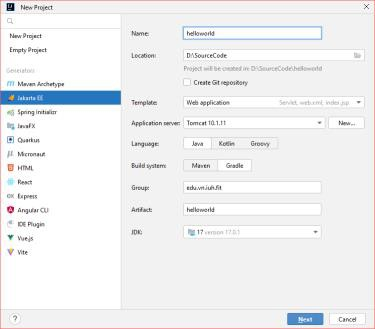 New Project
New Project
Empty Project
Generators
Maven Archetype
Jakarta EE
Spring Initializr
JavaFX
Quarkus
Micronaut
HTML
React
Express
Angular CLI
IDE Plugin
Vue.js
Vite
Name: helloworld
Location: D:\SourceCode
Project will be created in: D:\SourceCode\helloworld
Create Git repository
Template: Web application Servlet, web.xml, index.jsp
Application server: Tomcat 10.1.11 New...
Language: Java Kotlin Groovy
Build system: Maven Gradle
Group: edu.vn.iuh.fit
Artifact: helloworld
JDK: 17 version 17.0.1
? Next Cancel